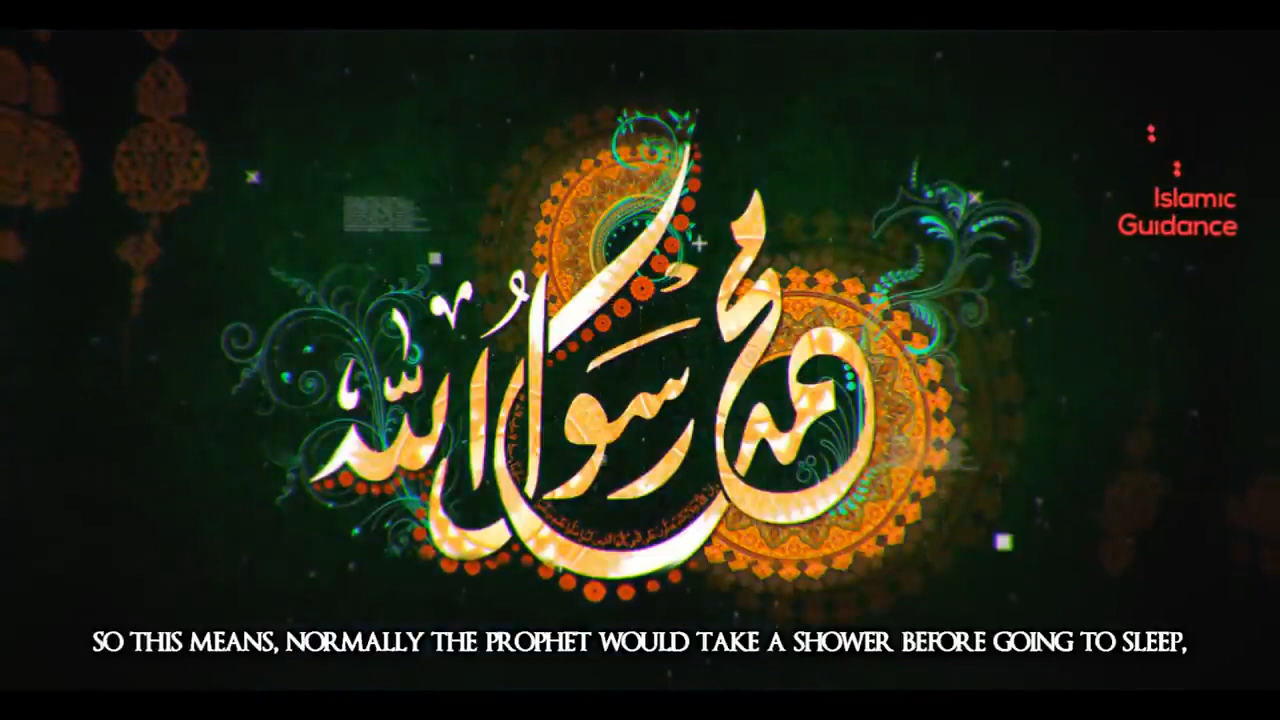 محمد رسول الله
Islamic
Guidance
SO THIS MEANS, NORMALLY THE PROPHET WOULD TAKE A SHOWER BEFORE GOING TO SLEEP,